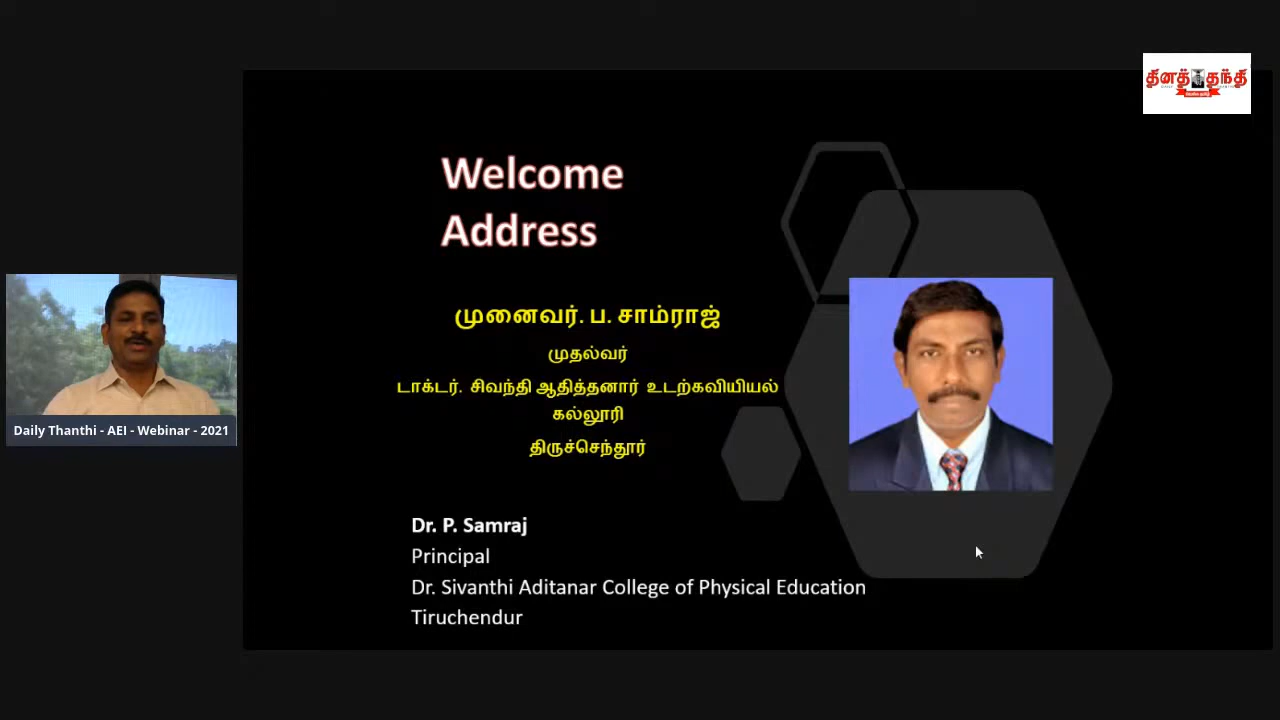 தினத்தந்தி
Welcome
Address
முனைவர். ப. சாம்ராஜ்
முதல்வர்
டாக்டர். சிவந்தி ஆதித்தனார் உடற்கவியியல்
கல்லூரி
திருச்செந்தூர்
Daily Thanthi - AEI - Webinar - 2021
Dr. P. Samraj
Principal
Dr. Sivanthi Aditanar College of Physical Education
Tiruchendur